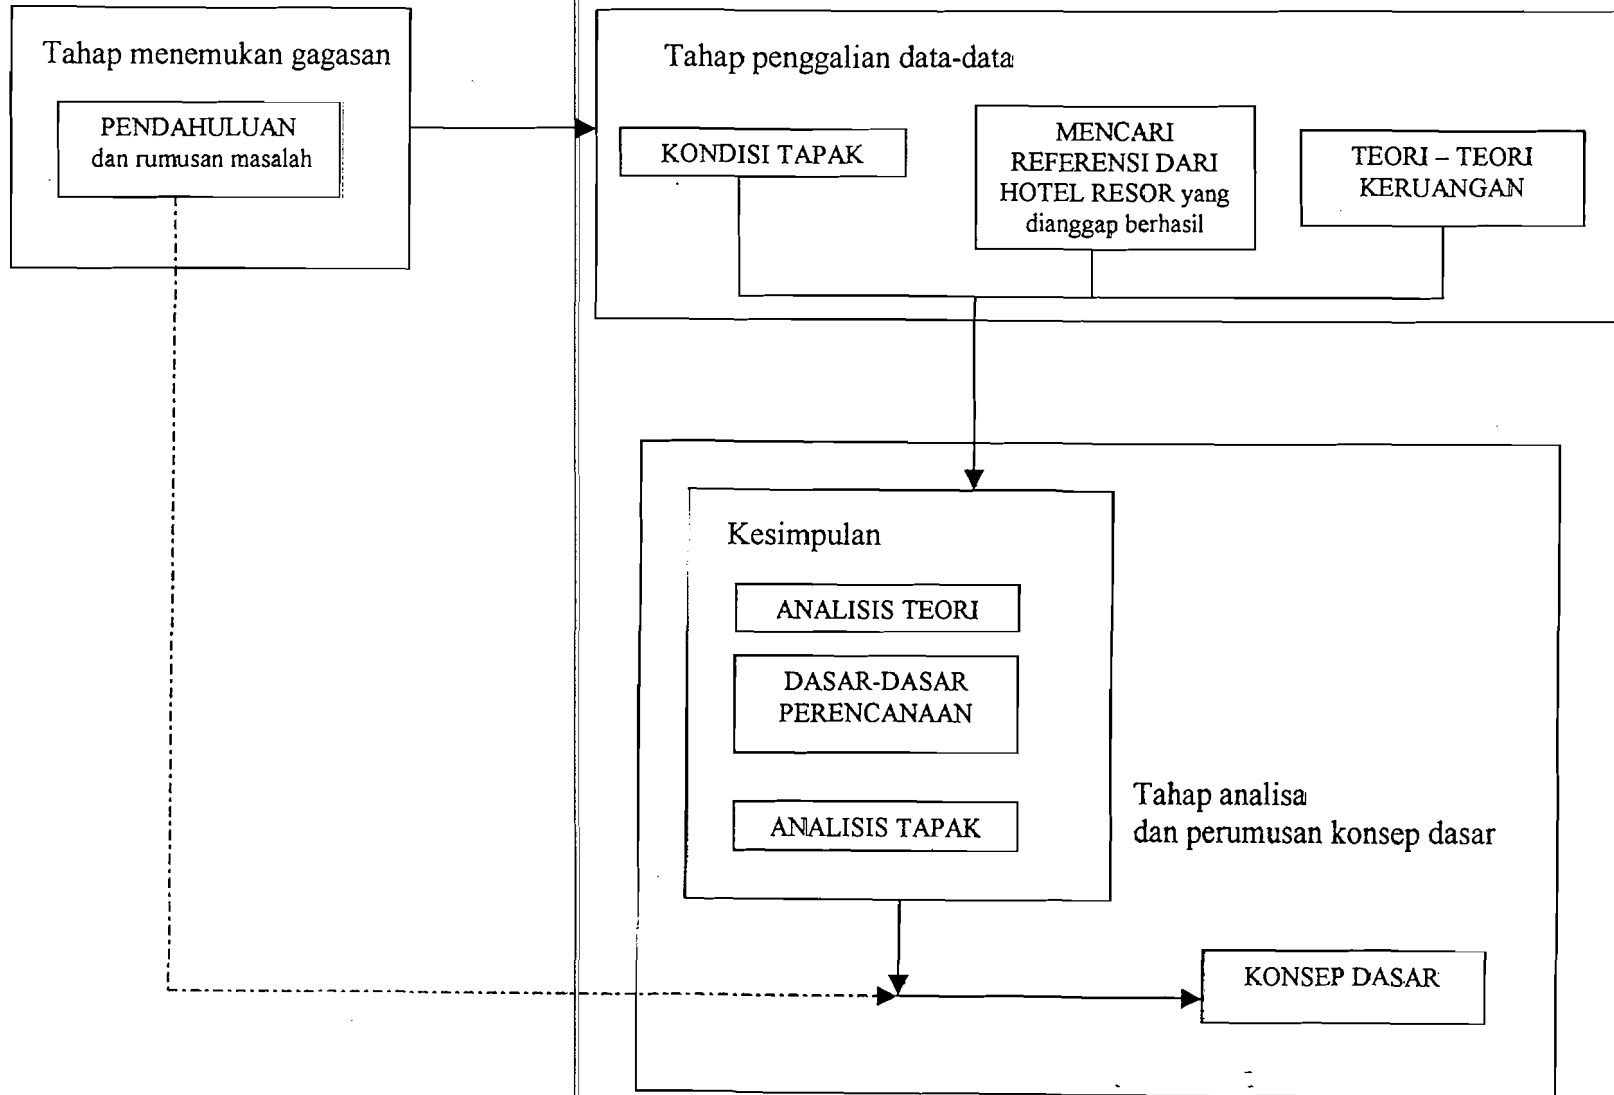 Tahap menemukan gagasan
PENDAHULUAN
dan rumusan masalah
Tahap penggalian data-data
KONDISI TAPAK
MENCARI
REFERENSI DARI
HOTEL RESOR yang
dianggap berhasil
TEORI – TEORI
KERUANGAN
Kesimpulan
ANALISIS TEORI
DASAR-DASAR
PERENCANAAN
ANALISIS TAPAK
Tahap analisa
dan perumusan konsep dasar
KONSEP DASAR